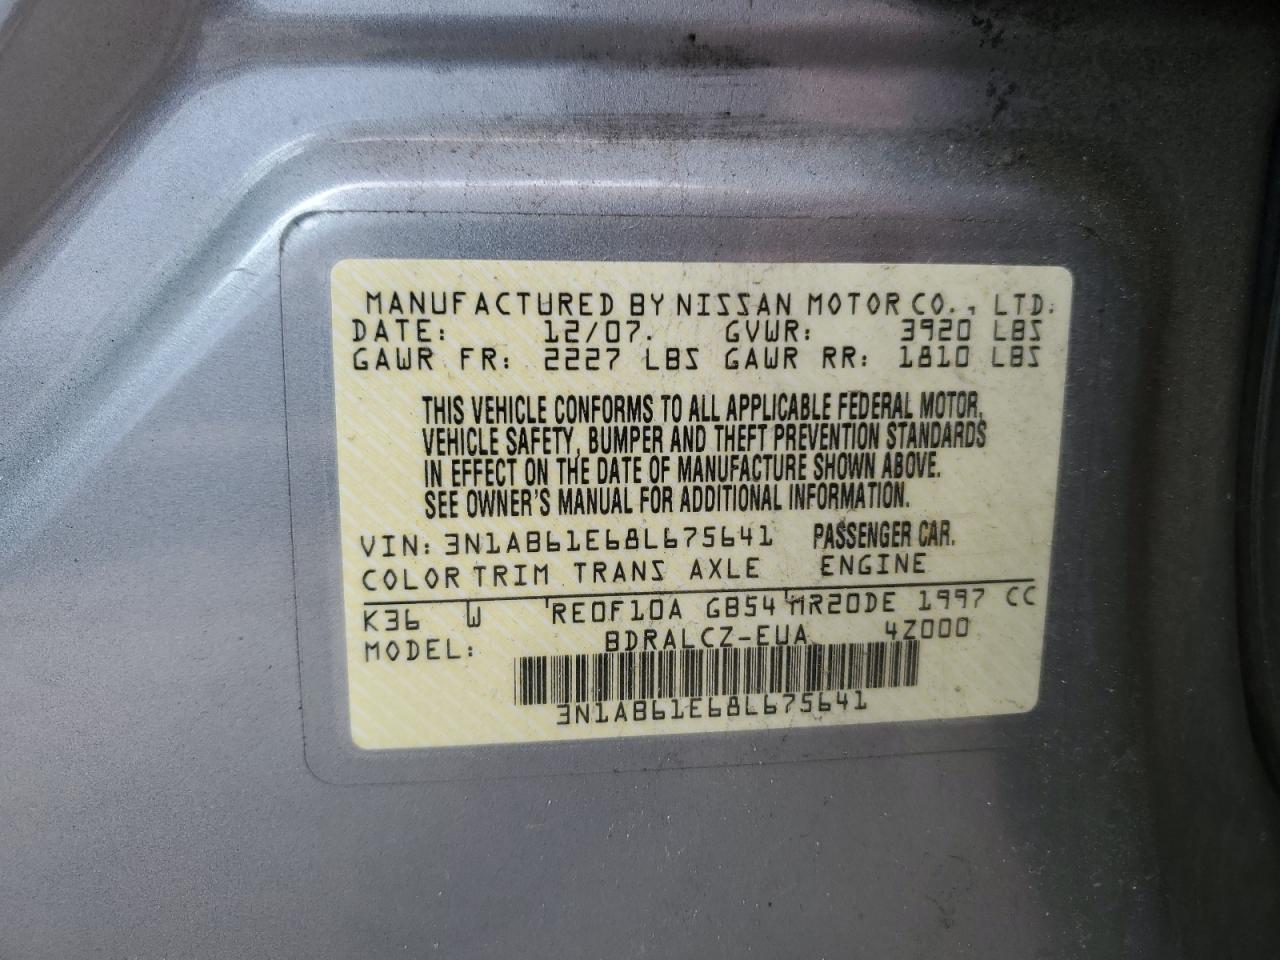 MANUFACTURED BY NISSAN MOTOR CO., LTD.
DATE: 12/07. GVWR: 3920 LBS
GAWR FR: 2227 LBS GAWR RR: 1810 LBS
THIS VEHICLE CONFORMS TO ALL APPLICABLE FEDERAL MOTOR,
VEHICLE SAFETY, BUMPER AND THEFT PREVENTION STANDARDS
IN EFFECT ON THE DATE OF MANUFACTURE SHOWN ABOVE.
SEE OWNER'S MANUAL FOR ADDITIONAL INFORMATION.
VIN: 3N1AB61E68L675641 PASSENGER CAR.
COLOR TRIM TRANS AXLE ENGINE
K36 W RE0F10A GB54 MR20DE 1997 CC
MODEL: BDRALCZ-EUA 4Z000
3N1AB61E68L675641